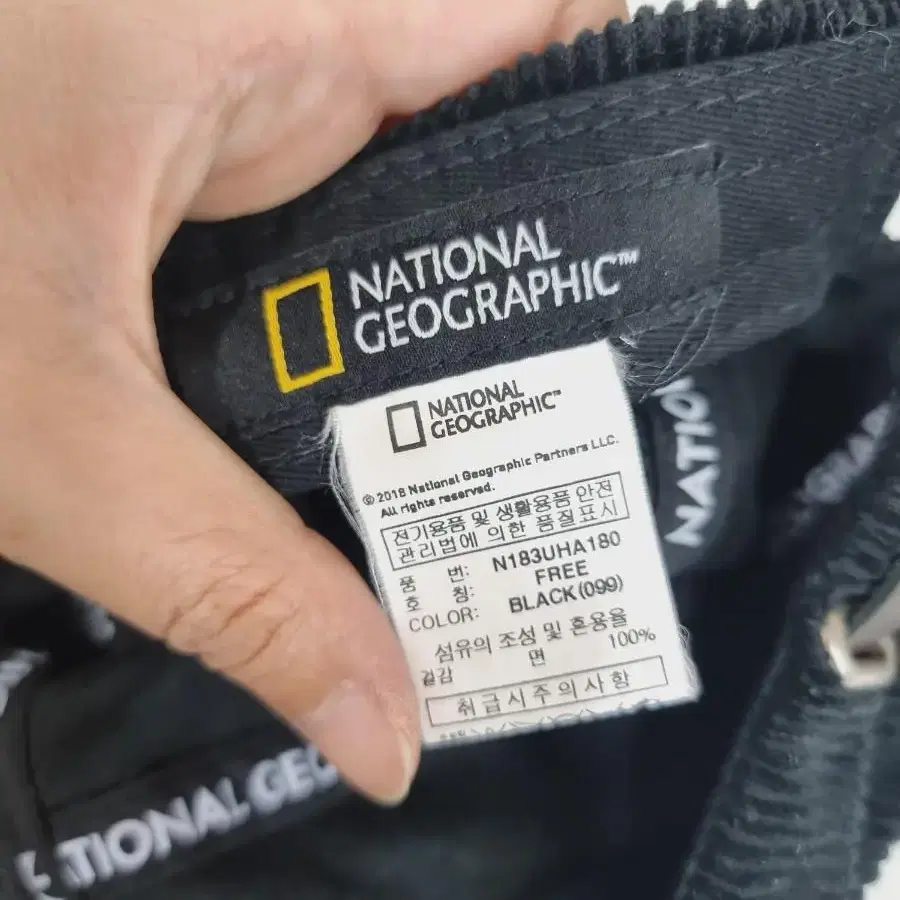 NATIONAL
GEOGRAPHIC™
NATIONAL
GEOGRAPHIC™
©2018 National Geographic Partners LLC.
All rights reserved.
전기용품 및 생활용품 안전
관리법에 의한 품질표시
품 번: N183UHA180
호 칭: FREE
COLOR: BLACK(099)
섬유의 조성 및 혼용율
겉감 면 100%
취급시주의사항
NATIO
TIONAL GEO